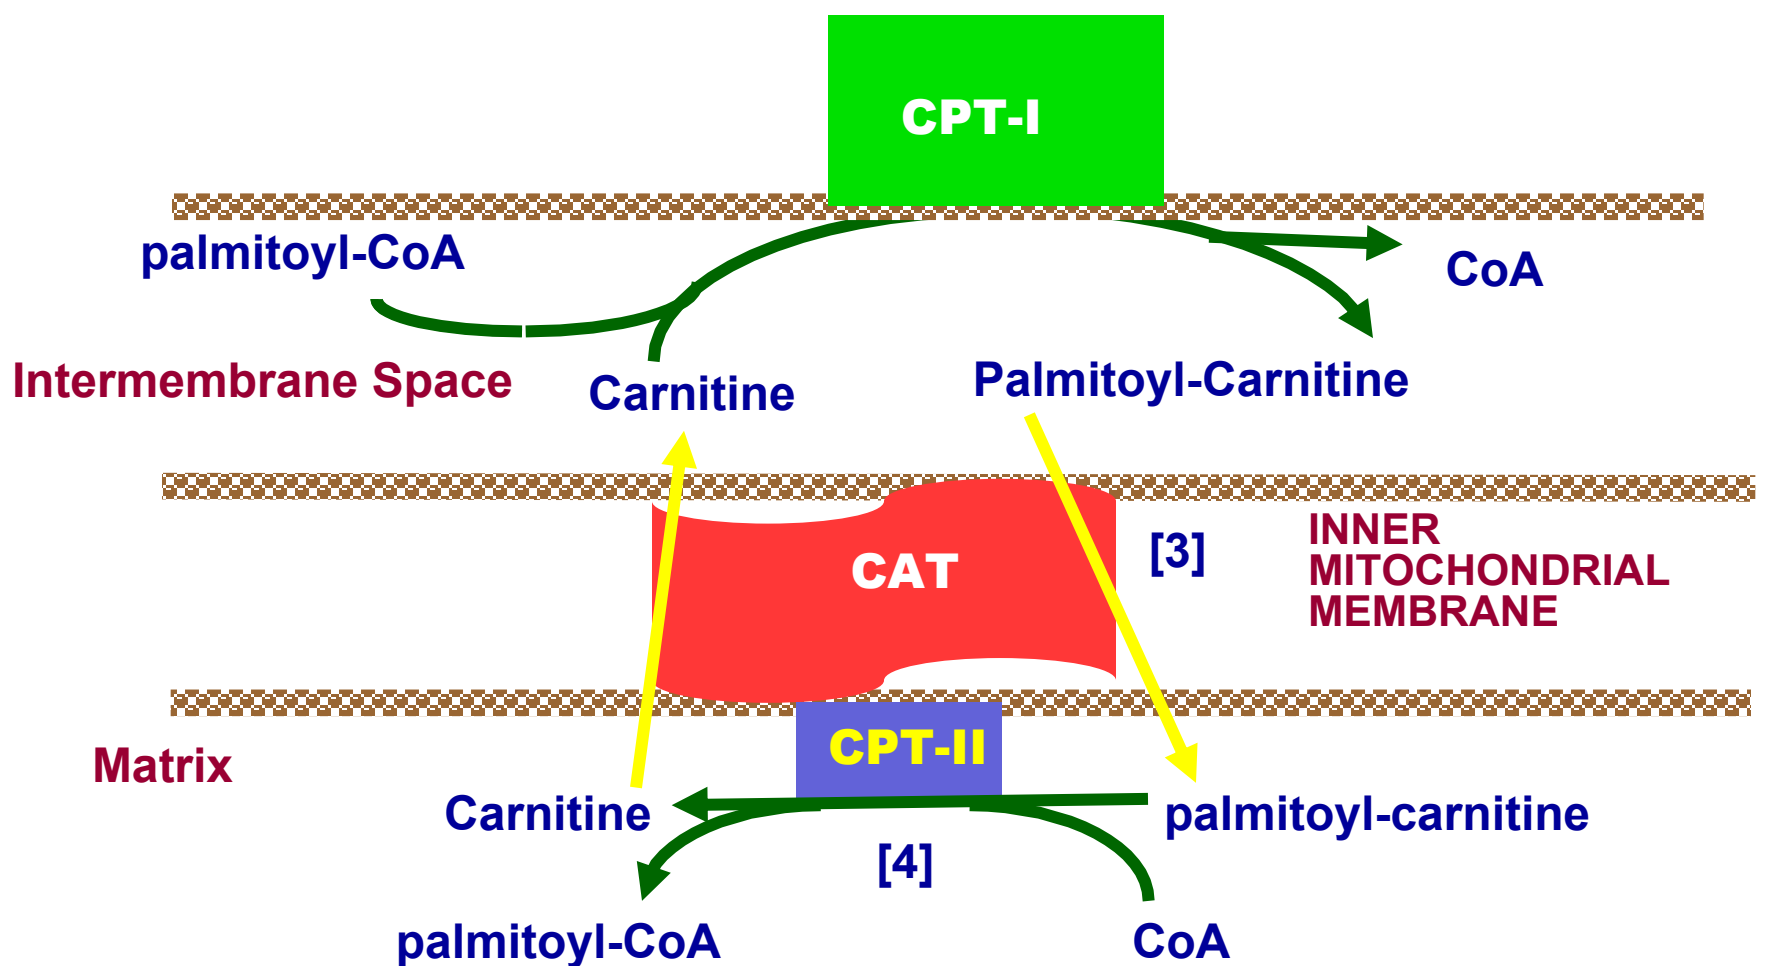 CPT-I
palmitoyl-CoA
CoA
Intermembrane Space
Carnitine
Palmitoyl-Carnitine
CAT
[3]
INNER
MITOCHONDRIAL
MEMBRANE
CPT-II
Matrix
Carnitine
palmitoyl-carnitine
[4]
palmitoyl-CoA
CoA